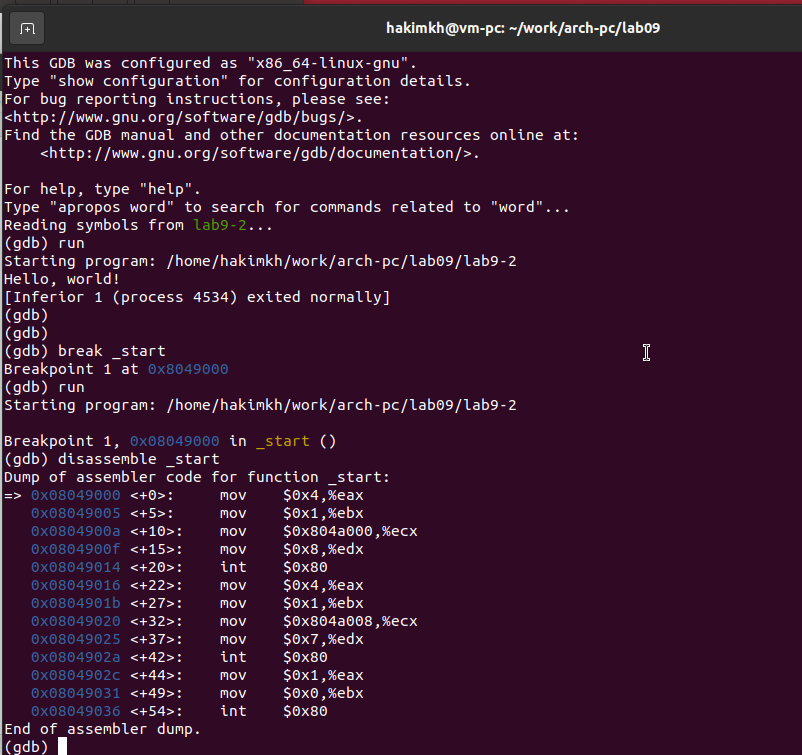 hakimkh@vm-pc: ~/work/arch-pc/lab09
This GDB was configured as "x86_64-linux-gnu".
Type "show configuration" for configuration details.
For bug reporting instructions, please see:
<http://www.gnu.org/software/gdb/bugs/>.
Find the GDB manual and other documentation resources online at:
    <http://www.gnu.org/software/gdb/documentation/>.

For help, type "help".
Type "apropos word" to search for commands related to "word"...
Reading symbols from lab9-2...
(gdb) run
Starting program: /home/hakimkh/work/arch-pc/lab09/lab9-2
Hello, world!
[Inferior 1 (process 4534) exited normally]
(gdb)
(gdb)
(gdb) break _start
Breakpoint 1 at 0x8049000
(gdb) run
Starting program: /home/hakimkh/work/arch-pc/lab09/lab9-2

Breakpoint 1, 0x08049000 in _start ()
(gdb) disassemble _start
Dump of assembler code for function _start:
=> 0x08049000 <+0>:     mov    $0x4,%eax
   0x08049005 <+5>:     mov    $0x1,%ebx
   0x0804900a <+10>:    mov    $0x804a000,%ecx
   0x0804900f <+15>:    mov    $0x8,%edx
   0x08049014 <+20>:    int    $0x80
   0x08049016 <+22>:    mov    $0x4,%eax
   0x0804901b <+27>:    mov    $0x1,%ebx
   0x08049020 <+32>:    mov    $0x804a008,%ecx
   0x08049025 <+37>:    mov    $0x7,%edx
   0x0804902a <+42>:    int    $0x80
   0x0804902c <+44>:    mov    $0x1,%eax
   0x08049031 <+49>:    mov    $0x0,%ebx
   0x08049036 <+54>:    int    $0x80
End of assembler dump.
(gdb)